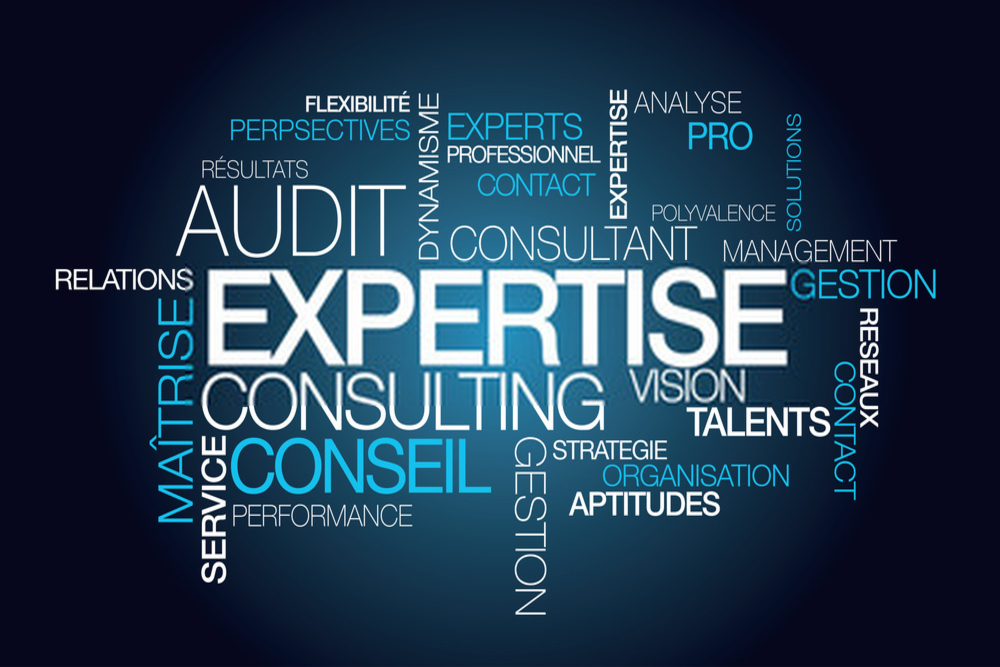 FLEXIBILITÉ
PERPSECTIVES
DYNAMISME
EXPERTS
PROFESSIONNEL
CONTACT
EXPERTISE
ANALYSE
PRO
SOLUTIONS
RÉSULTATS
AUDIT
POLYVALENCE
CONSULTANT
MANAGEMENT
RELATIONS
EXPERTISE
GESTION
MAÎTRISE
CONSULTING
VISION
RESEAUX
TALENTS
CONTACT
SERVICE
CONSEIL
GESTION
STRATEGIE
ORGANISATION
APTITUDES
PERFORMANCE